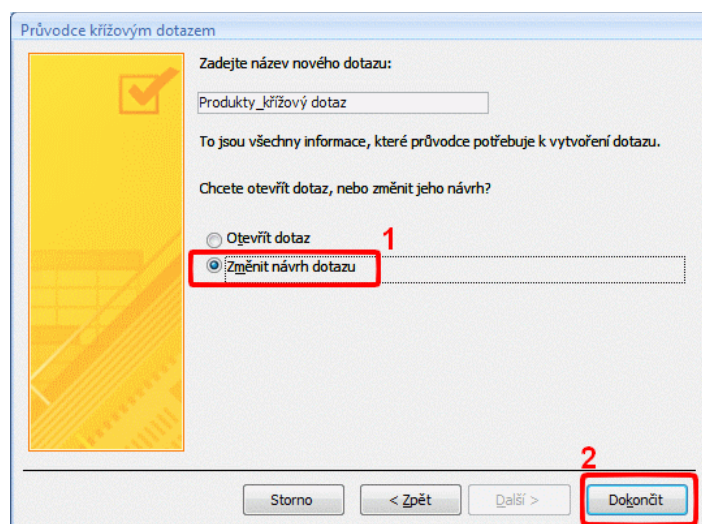 Průvodce křížovým dotazem
Zadejte název nového dotazu:
Produkty_křížový dotaz
To jsou všechny informace, které průvodce potřebuje k vytvoření dotazu.
Chcete otevřít dotaz, nebo změnit jeho návrh?
1
Otevřít dotaz
Změnit návrh dotazu
2
Storno
< Zpět
Další >
Dokončit